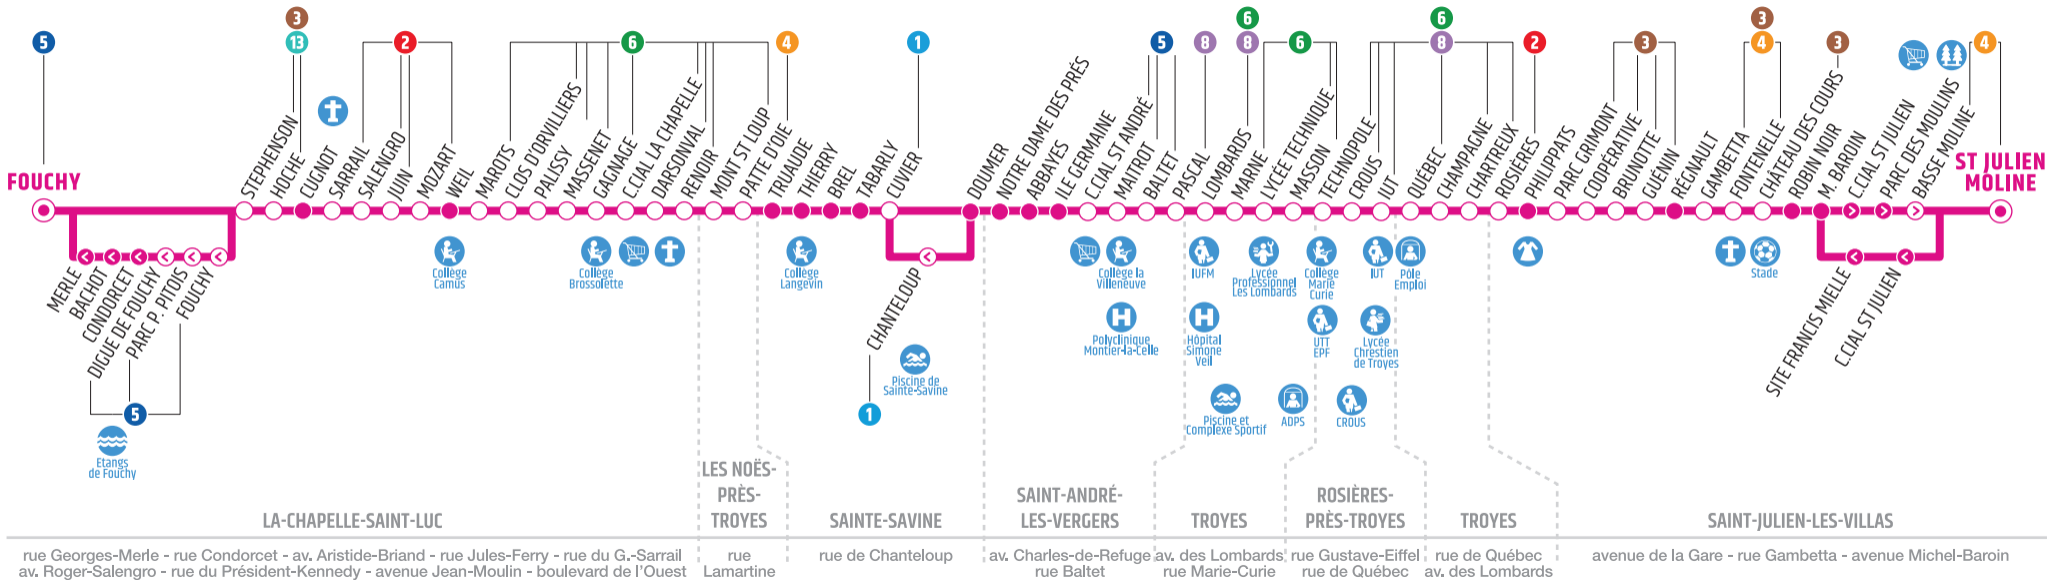 5
3
13
2
6
4
1
5
8
6
8
6
6
8
2
3
3
4
3
4
FOUCHY
STEPHENSON
HOCHE
CUGNOT
SARRAIL
SALENGRO
JUIN
MOZART
WEIL
MAROTS
CLOS D'ORVILLIERS
PALISSY
MASSENET
GAGNAGE
C.CIAL LA CHAPELLE
DARSONVAL
RENOIR
MONT ST LOUP
PATTE D'OIE
TRUAUDE
THIERRY
BREL
TABARLY
CUVIER
DOUMER
NOTRE DAME DES PRÉS
ABBAYES
ILE GERMAINE
C.CIAL ST ANDRÉ
MAITROT
BALTET
PASCAL
LOMBARDS
MARNE
LYCÉE TECHNIQUE
MASSON
TECHNOPOLE
CROUS
IUT
QUÉBEC
CHAMPAGNE
CHARTREUX
ROSIÈRES
PHILIPPATS
PARC GRIMONT
COOPÉRATIVE
BRUNOTTE
GUÉNIN
RÉGNAULT
GAMBETTA
FONTENELLE
CHÂTEAU DES COURS
ROBIN NOIR
M. BAROIN
C.CIAL ST JULIEN
PARC DES MOULINS
BASSE MOLINE
ST JULIEN
MOLINE
MERLE
BACHOT
CONDORCET
DIGUE DE FOUCHY
PARC P. PITOIS
FOUCHY
5
Etangs
de Fouchy
Collège
Camus
Collège
Brossolette
Collège
Langevin
CHANTELOUP
1
Piscine de
Sainte-Savine
Collège la
Villeneuve
H
Polyclinique
Montier-la-Celle
IUFM
H
Hôpital
Simone
Veil
Lycée
Professionnel
Les Lombards
Piscine et
Complexe Sportif
ADPS
Collège
Marie
Curie
UTT
EPF
CROUS
IUT
Lycée
Chrestien
de Troyes
Pôle
Emploi
Stade
SITE FRANCIS MIELLE
C.CIAL ST JULIEN
LA-CHAPELLE-SAINT-LUC
LES NOËS-
PRÈS-
TROYES
SAINTE-SAVINE
SAINT-ANDRÉ-
LES-VERGERS
TROYES
ROSIÈRES-
PRÈS-TROYES
TROYES
SAINT-JULIEN-LES-VILLAS
rue Georges-Merle - rue Condorcet - av. Aristide-Briand - rue Jules-Ferry - rue du G.-Sarrail
av. Roger-Salengro - rue du Président-Kennedy - avenue Jean-Moulin - boulevard de l'Ouest
rue
Lamartine
rue de Chanteloup
av. Charles-de-Refuge
rue Baltet
av. des Lombards
rue Marie-Curie
rue Gustave-Eiffel
rue de Québec
rue de Québec
av. des Lombards
avenue de la Gare - rue Gambetta - avenue Michel-Baroin